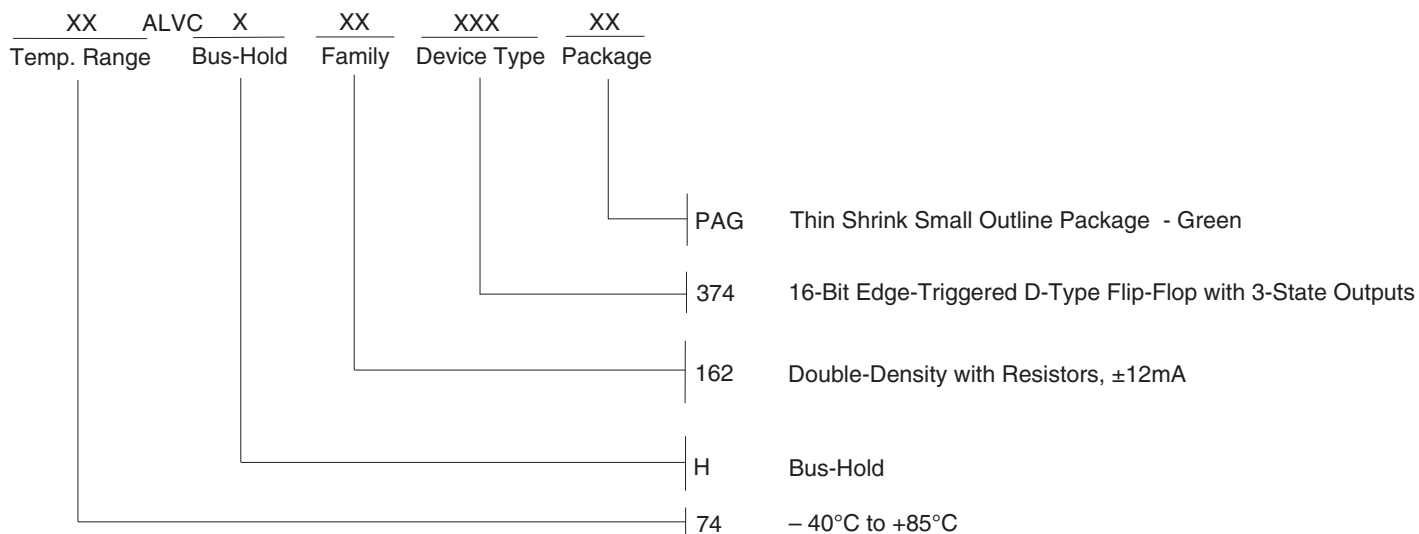 XX ALVC X XX XXX XX
Temp. Range Bus-Hold Family Device Type Package
PAG Thin Shrink Small Outline Package - Green
374 16-Bit Edge-Triggered D-Type Flip-Flop with 3-State Outputs
162 Double-Density with Resistors, ±12mA
H Bus-Hold
74 – 40°C to +85°C